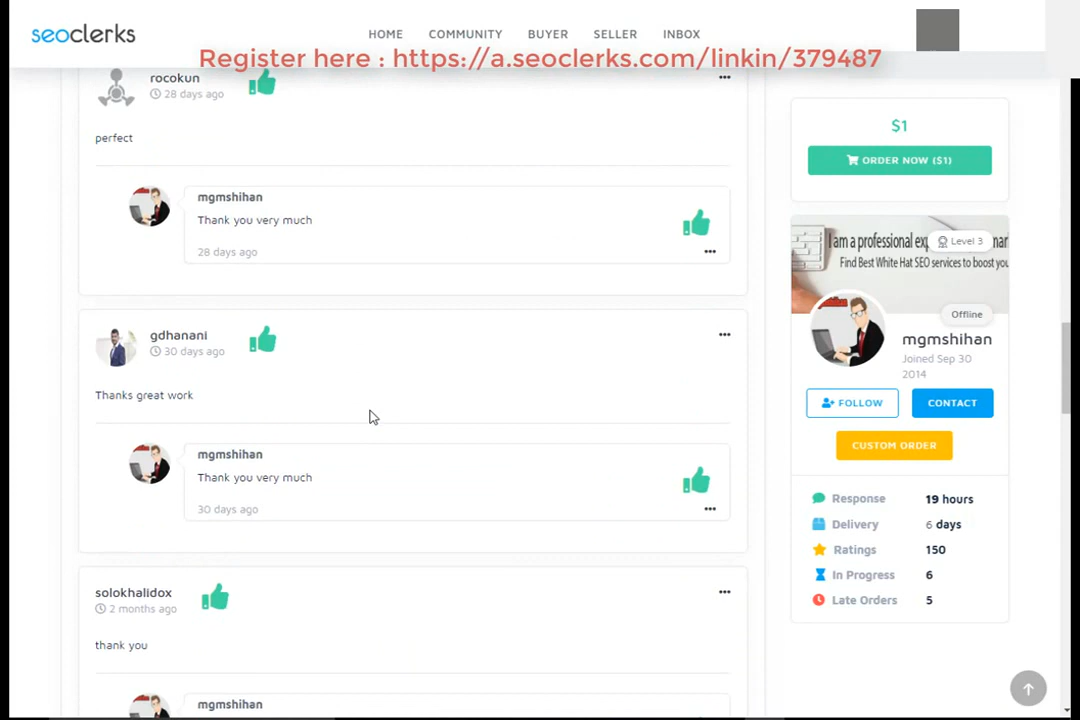 seoclerks
HOME COMMUNITY BUYER SELLER INBOX
Register here : https://a.seoclerks.com/linkin/379487
rocokun
28 days ago
perfect
mgmshihan
Thank you very much
28 days ago
gdhanani
30 days ago
Thanks great work
mgmshihan
Thank you very much
30 days ago
solokhalidox
2 months ago
thank you
mgmshihan
$1
ORDER NOW ($1)
I am a professional
Level 3
Find Best White Hat SEO services to boost
Offline
mgmshihan
Joined Sep 30
2014
FOLLOW CONTACT
CUSTOM ORDER
Response 19 hours
Delivery 6 days
Ratings 150
In Progress 6
Late Orders 5